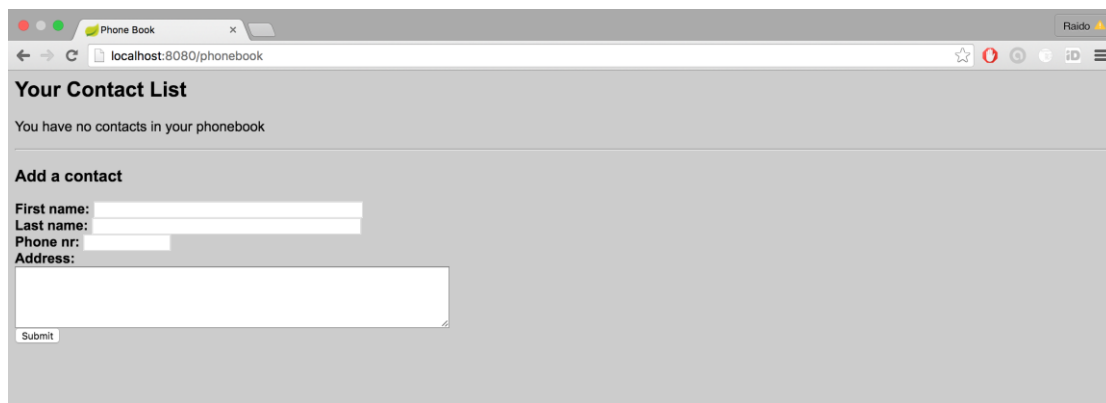 Phone Book
Raido
localhost:8080/phonebook
iD
Your Contact List
You have no contacts in your phonebook
Add a contact
First name:
Last name:
Phone nr:
Address:
Submit